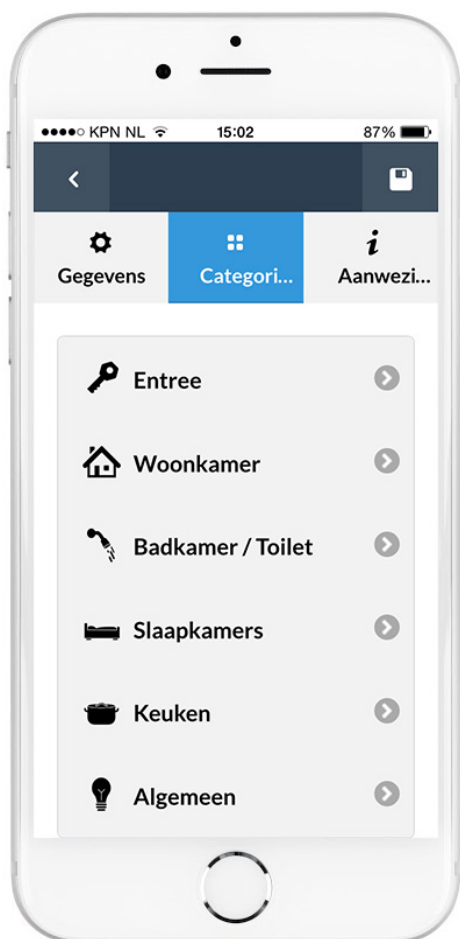 KPN NL 15:02 87%
Gegevens Categori... Aanwezi...
Entree
Woonkamer
Badkamer / Toilet
Slaapkamers
Keuken
Algemeen